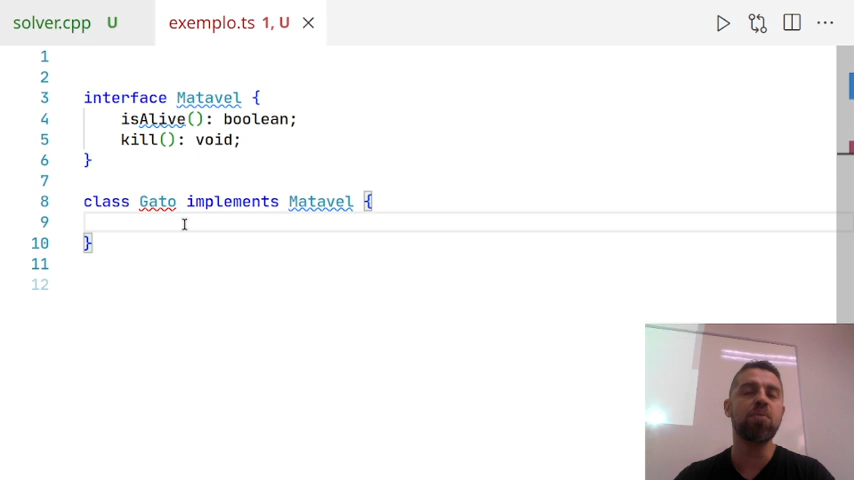 solver.cpp U exemplo.ts 1, U
1
2
3 interface Matavel {
4 isAlive(): boolean;
5 kill(): void;
6 }
7
8 class Gato implements Matavel {
9
10 }
11
12